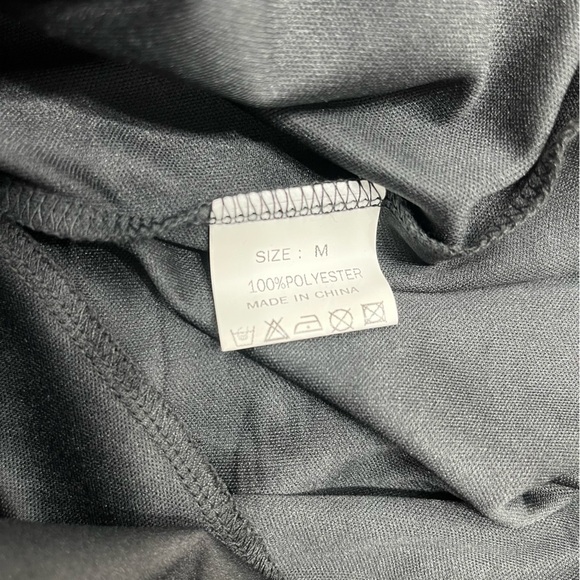 SIZE : M
100%POLYESTER
MADE IN CHINA